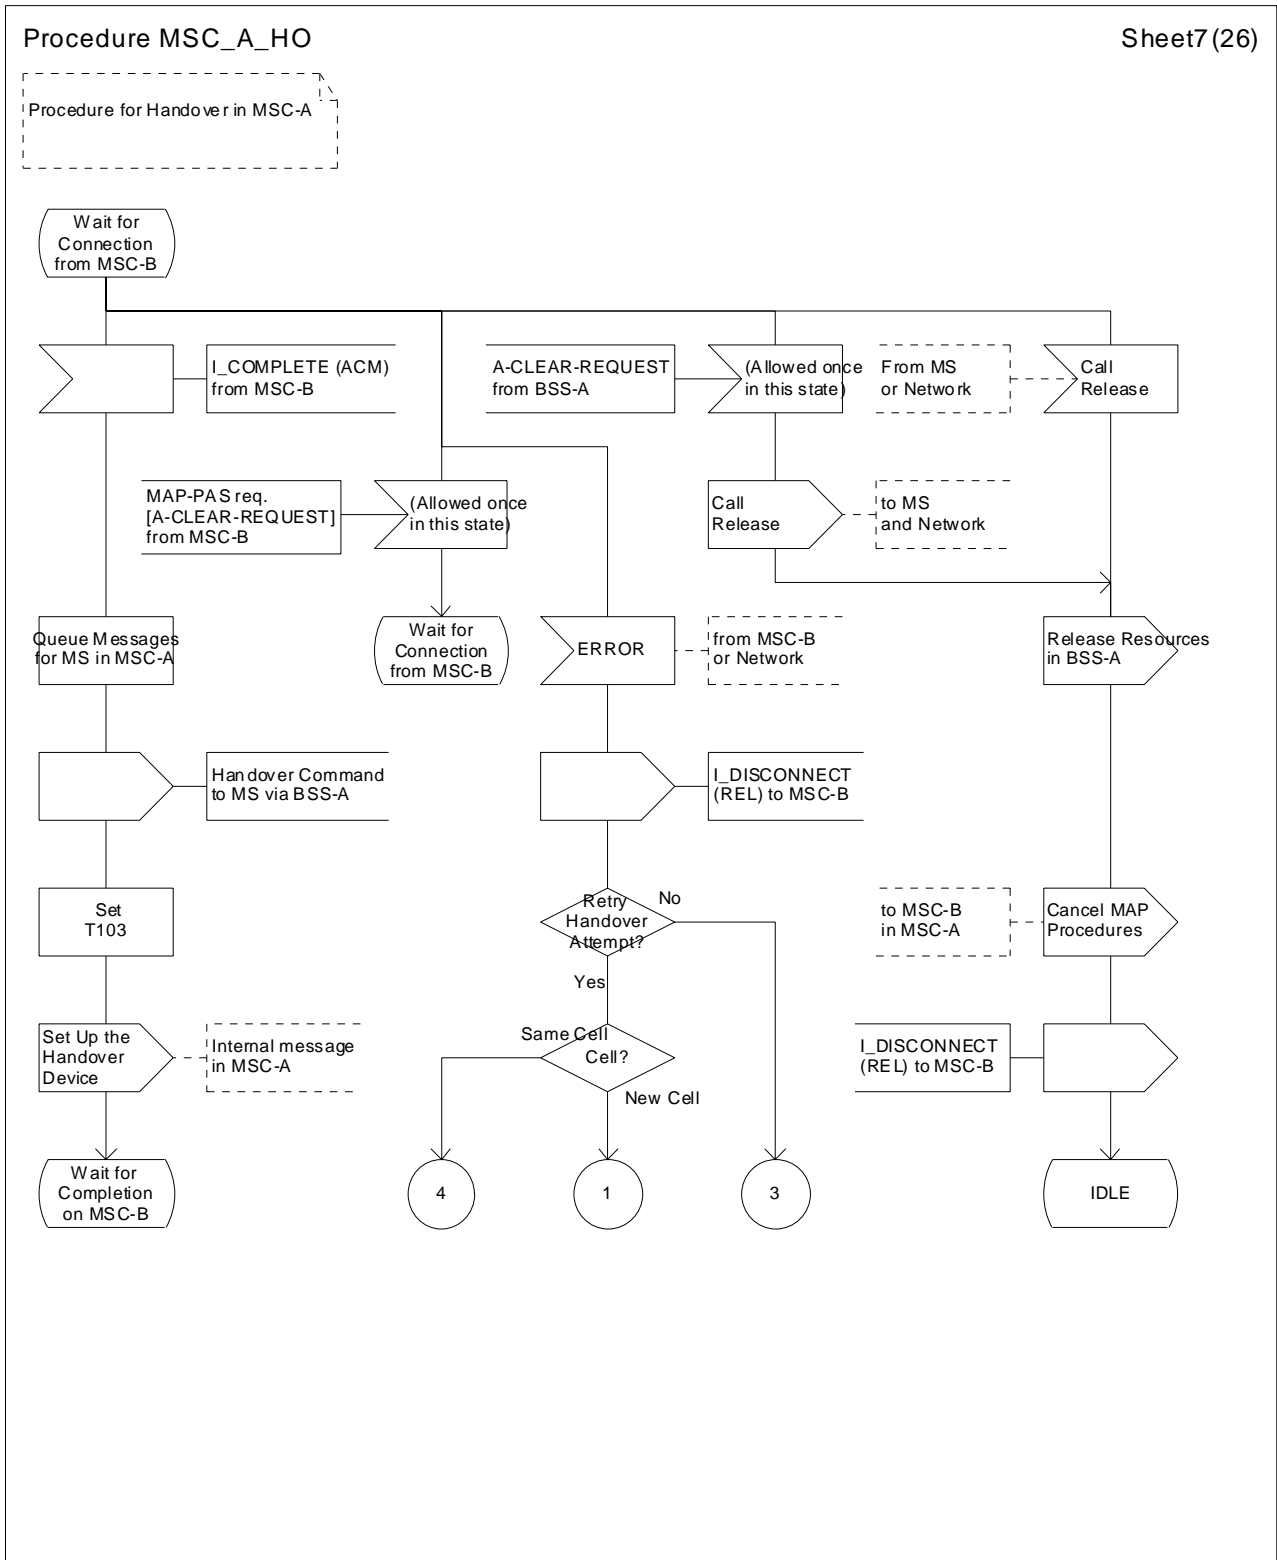 Procedure MSC_A_HO
Sheet7(26)
Procedure for Handover in MSC-A
Wait for
Connection
from MSC-B
I_COMPLETE (ACM)
from MSC-B
A-CLEAR-REQUEST
from BSS-A
(Allowed once
in this state)
From MS
or Network
Call
Release
MAP-PAS req.
[A-CLEAR-REQUEST]
from MSC-B
(Allowed once
in this state)
Call
Release
to MS
and Network
Queue Messages
for MS in MSC-A
Wait for
Connection
from MSC-B
ERROR
from MSC-B
or Network
Release Resources
in BSS-A
Handover Command
to MS via BSS-A
I_DISCONNECT
(REL) to MSC-B
Set
T103
Retry
Handover
Attempt?
No
to MSC-B
in MSC-A
Cancel MAP
Procedures
Yes
Set Up the
Handover
Device
Internal message
in MSC-A
Same Cell
Cell?
New Cell
I_DISCONNECT
(REL) to MSC-B
Wait for
Completion
on MSC-B
4
1
3
IDLE